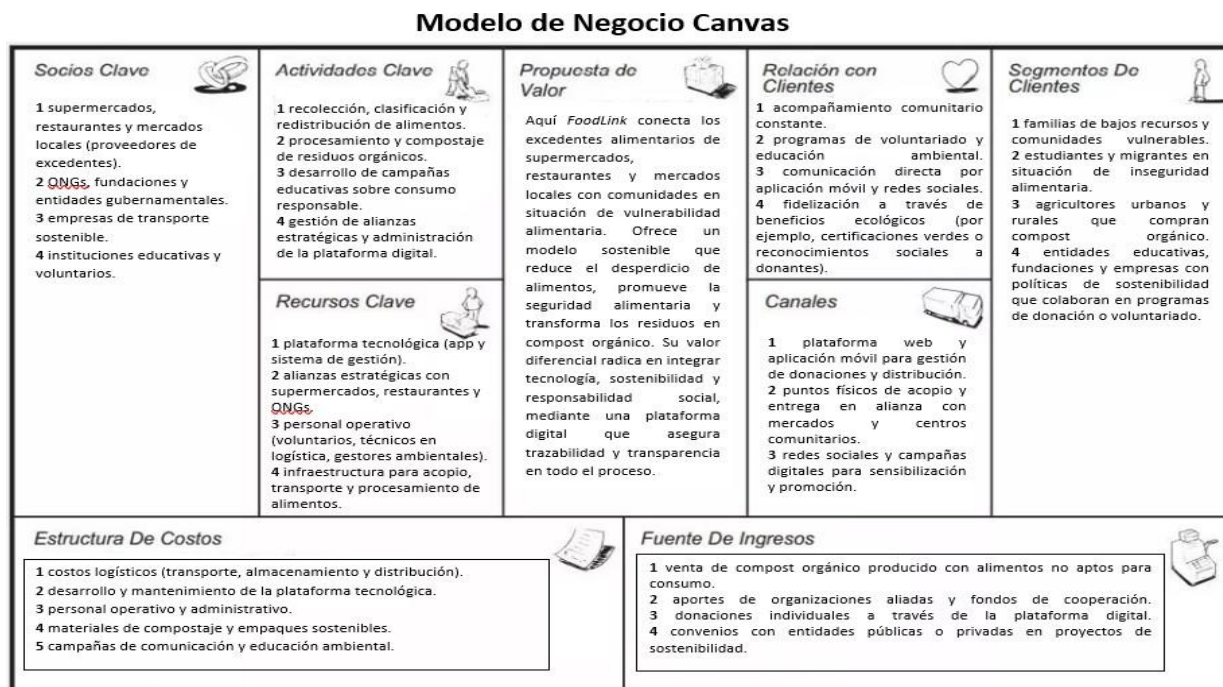 Modelo de Negocio Canvas
Socios Clave
1 supermercados,
restaurantes y mercados
locales (proveedores de
excedentes).
2 ONGs, fundaciones y
entidades gubernamentales.
3 empresas de transporte
sostenible.
4 instituciones educativas y
voluntarios.
Actividades Clave
1 recolección, clasificación y
redistribución de alimentos.
2 procesamiento y compostaje
de residuos orgánicos.
3 desarrollo de campañas
educativas sobre consumo
responsable.
4 gestión de alianzas
estratégicas y administración
de la plataforma digital.
Recursos Clave
1 plataforma tecnológica (app y
sistema de gestión).
2 alianzas estratégicas con
supermercados, restaurantes y
ONGs.
3 personal operativo
(voluntarios, técnicos en
logística, gestores ambientales).
4 infraestructura para acopio,
transporte y procesamiento de
alimentos.
Propuesta de
Valor
Aquí FoodLink conecta los
excedentes alimentarios de
supermercados,
restaurantes y mercados
locales con comunidades en
situación de vulnerabilidad
alimentaria. Ofrece un
modelo sostenible que
reduce el desperdicio de
alimentos, promueve la
seguridad alimentaria y
transforma los residuos en
compost orgánico. Su valor
diferencial radica en integrar
tecnología, sostenibilidad y
responsabilidad social,
mediante una plataforma
digital que asegura
trazabilidad y transparencia
en todo el proceso.
Relación con
Clientes
1 acompañamiento comunitario
constante.
2 programas de voluntariado y
educación ambiental.
3 comunicación directa por
aplicación móvil y redes sociales.
4 fidelización a través de
beneficios ecológicos (por
ejemplo, certificaciones verdes o
reconocimientos sociales a
donantes).
Canales
1 plataforma web y
aplicación móvil para gestión
de donaciones y distribución.
2 puntos físicos de acopio y
entrega en alianza con
mercados y centros
comunitarios.
3 redes sociales y campañas
digitales para sensibilización
y promoción.
Segmentos De
Clientes
1 familias de bajos recursos y
comunidades vulnerables.
2 estudiantes y migrantes en
situación de inseguridad
alimentaria.
3 agricultores urbanos y
rurales que compran
compost orgánico.
4 entidades educativas,
fundaciones y empresas con
políticas de sostenibilidad
que colaboran en programas
de donación o voluntariado.
Estructura De Costos
1 costos logísticos (transporte, almacenamiento y distribución).
2 desarrollo y mantenimiento de la plataforma tecnológica.
3 personal operativo y administrativo.
4 materiales de compostaje y empaques sostenibles.
5 campañas de comunicación y educación ambiental.
Fuente De Ingresos
1 venta de compost orgánico producido con alimentos no aptos para
consumo.
2 aportes de organizaciones aliadas y fondos de cooperación.
3 donaciones individuales a través de la plataforma digital.
4 convenios con entidades públicas o privadas en proyectos de
sostenibilidad.